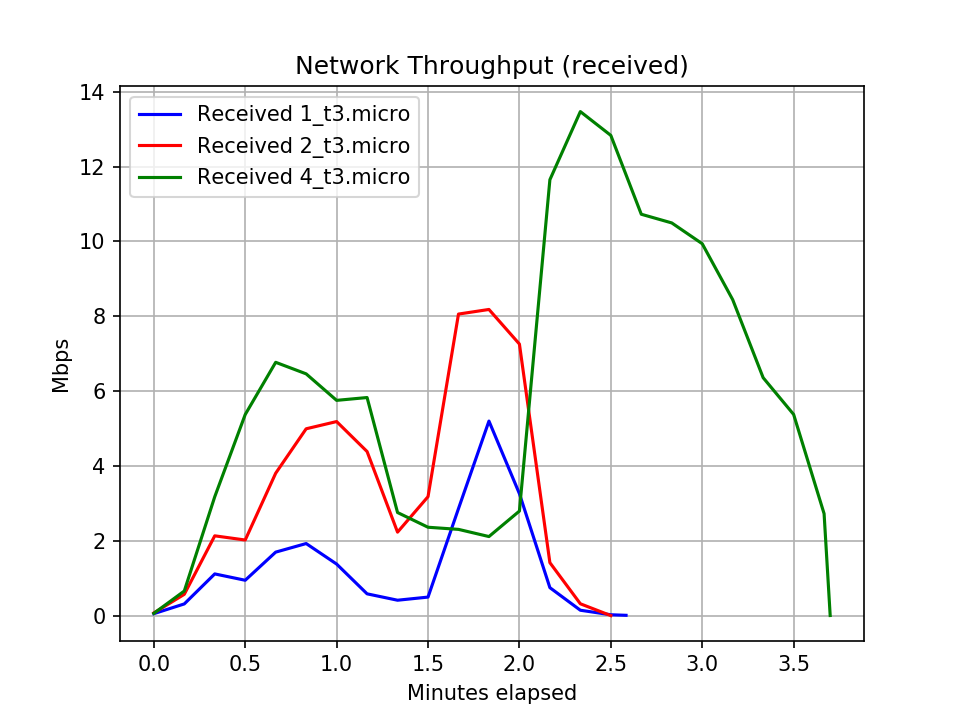 Network Throughput (received)
Received 1_t3.micro
Received 2_t3.micro
Received 4_t3.micro
Mbps
14
12
10
8
6
4
2
0
0.0 0.5 1.0 1.5 2.0 2.5 3.0 3.5
Minutes elapsed